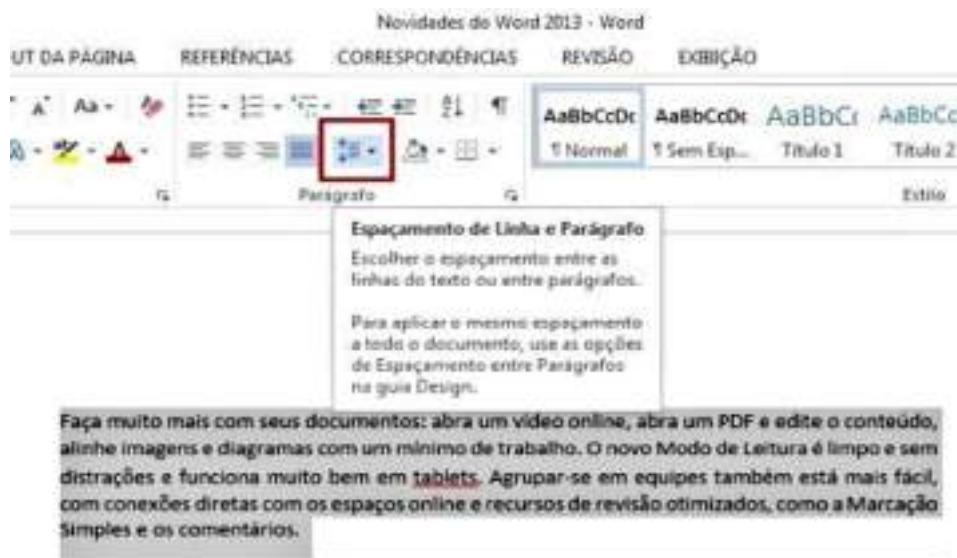 Novidades do Word 2013 - Word
UT DA PÁGINA REFERÊNCIAS CORRESPONDÊNCIAS REVISÃO EXIBIÇÃO
A Aa
AaBbCcDc AaBbCcDc AaBbCc AaBbCc
¶ Normal ¶ Sem Esp... Título 1 Título 2
Parágrafo Estilo
Espaçamento de Linha e Parágrafo
Escolher o espaçamento entre as
linhas do texto ou entre parágrafos.
Para aplicar o mesmo espaçamento
a todo o documento, use as opções
de Espaçamento entre Parágrafos
na guia Design.
Faça muito mais com seus documentos: abra um vídeo online, abra um PDF e edite o conteúdo,
alinhe imagens e diagramas com um mínimo de trabalho. O novo Modo de Leitura é limpo e sem
distrações e funciona muito bem em tablets. Agrupar-se em equipes também está mais fácil,
com conexões diretas com os espaços online e recursos de revisão otimizados, como a Marcação
Simples e os comentários.